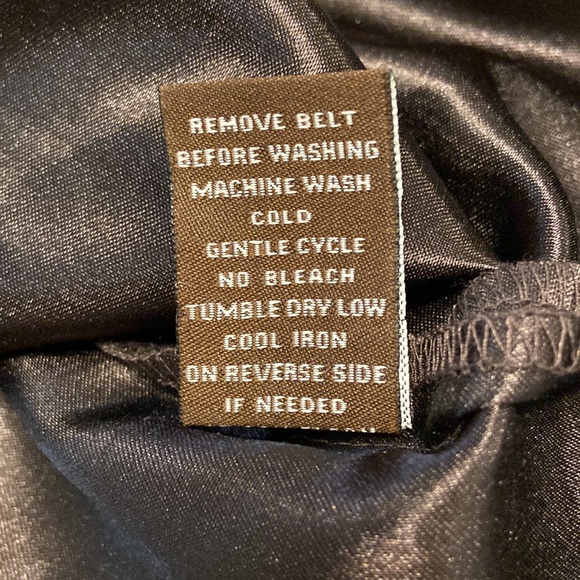 REMOVE BELT
BEFORE WASHING
MACHINE WASH
COLD
GENTLE CYCLE
NO BLEACH
TUMBLE DRY LOW
COOL IRON
ON REVERSE SIDE
IF NEEDED